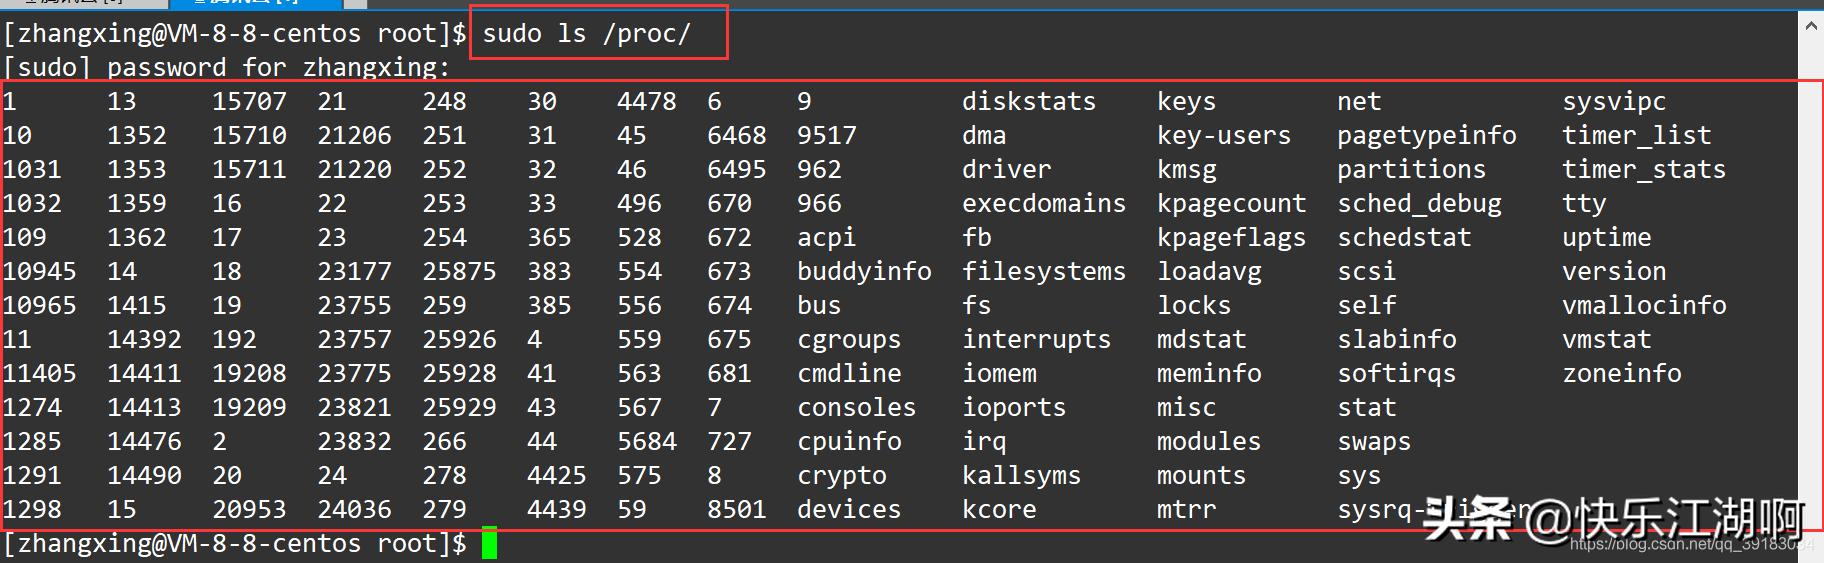 [zhangxing@VM-8-8-centos root]$ sudo ls /proc/
[sudo] password for zhangxing:
1 13 15707 21 248 30 4478 6 9 diskstats keys net sysvipc
10 1352 15710 21206 251 31 45 6468 9517 dma key-users pagetypeinfo timer_list
1031 1353 15711 21220 252 32 46 6495 962 driver kmsg partitions timer_stats
1032 1359 16 22 253 33 496 670 966 execdomains kpagecount sched_debug tty
109 1362 17 23 254 365 528 672 acpi fb kpageflags schedstat uptime
10945 14 18 23177 25875 383 554 673 buddyinfo filesystems loadavg scsi version
10965 1415 19 23755 259 385 556 674 bus fs locks self vmallocinfo
11 14392 192 23757 25926 4 559 675 cgroups interrupts mdstat slabinfo vmstat
11405 14411 19208 23775 25928 41 563 681 cmdline iomem meminfo softirqs zoneinfo
1274 14413 19209 23821 25929 43 567 7 consoles ioports misc stat
1285 14476 2 23832 266 44 5684 727 cpuinfo irq modules swaps
1291 14490 20 24 278 4425 575 8 crypto kallsyms mounts sys
1298 15 20953 24036 279 4439 59 8501 devices kcore mtrr
头条 @快乐江湖啊
[zhangxing@VM-8-8-centos root]$